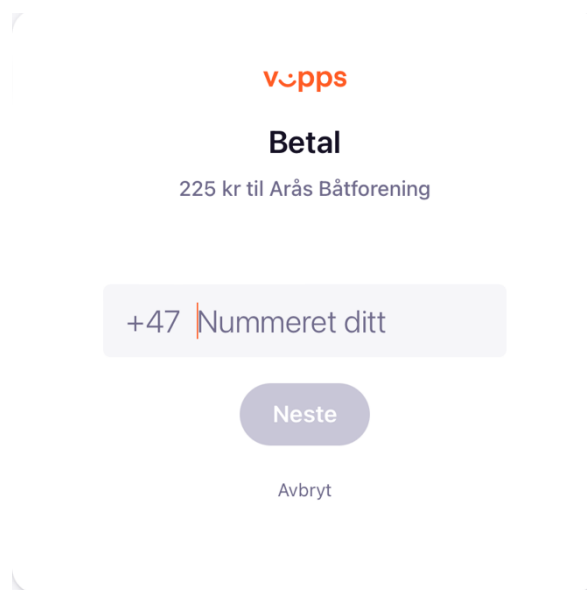 vipps
Betal
225 kr til Arås Båtforening
+47 Nummeret ditt
Neste
Avbryt